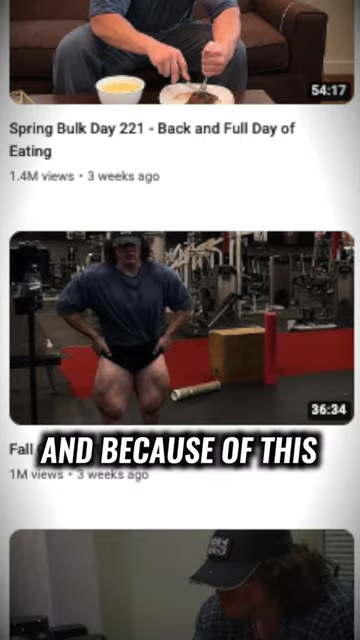 54:17
Spring Bulk Day 221 - Back and Full Day of
Eating
1.4M views • 3 weeks ago
36:34
Fall
AND BECAUSE OF THIS
1M views • 3 weeks ago